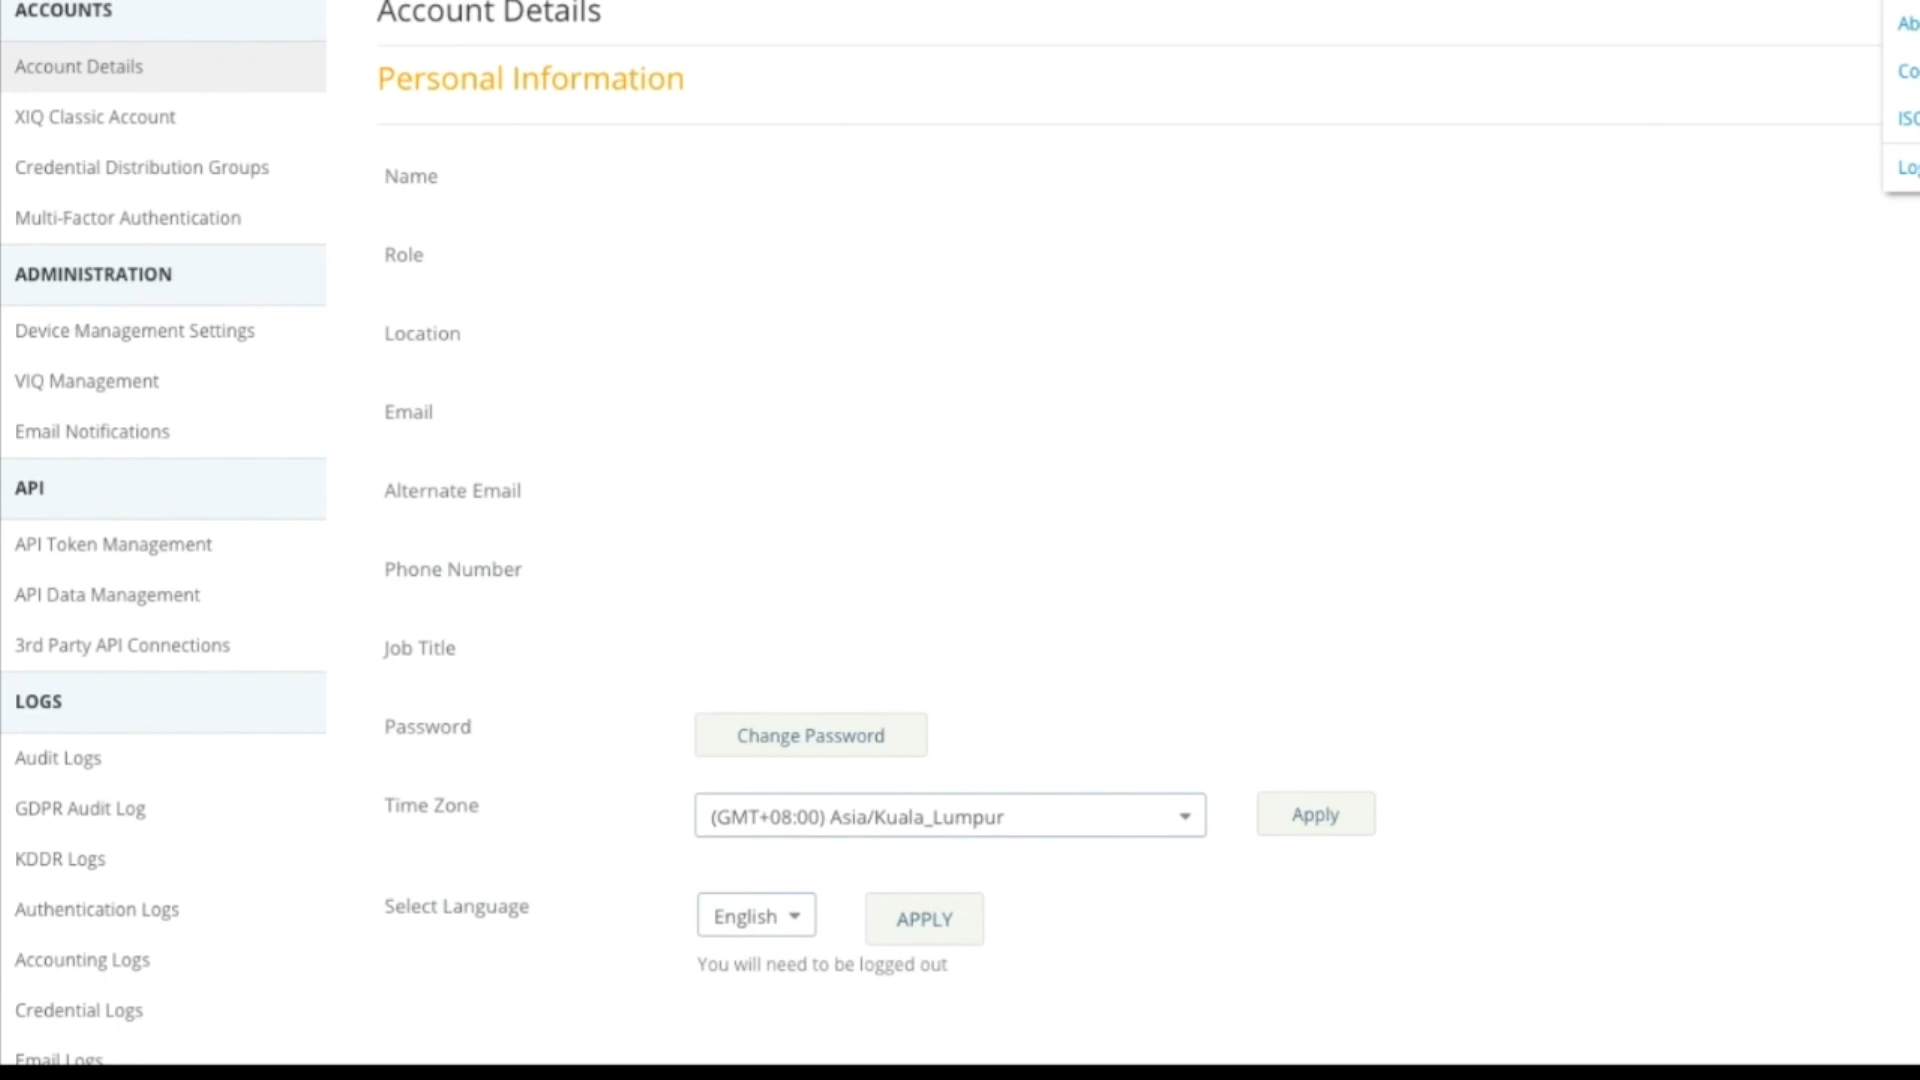 ACCOUNTS
Account Details
XIQ Classic Account
Credential Distribution Groups
Multi-Factor Authentication
ADMINISTRATION
Device Management Settings
VIQ Management
Email Notifications
API
API Token Management
API Data Management
3rd Party API Connections
LOGS
Audit Logs
GDPR Audit Log
KDDR Logs
Authentication Logs
Accounting Logs
Credential Logs
Email Logs
Account Details
Personal Information
Name
Role
Location
Email
Alternate Email
Phone Number
Job Title
Password
Change Password
Time Zone
(GMT+08:00) Asia/Kuala_Lumpur
Apply
Select Language
English
APPLY
You will need to be logged out